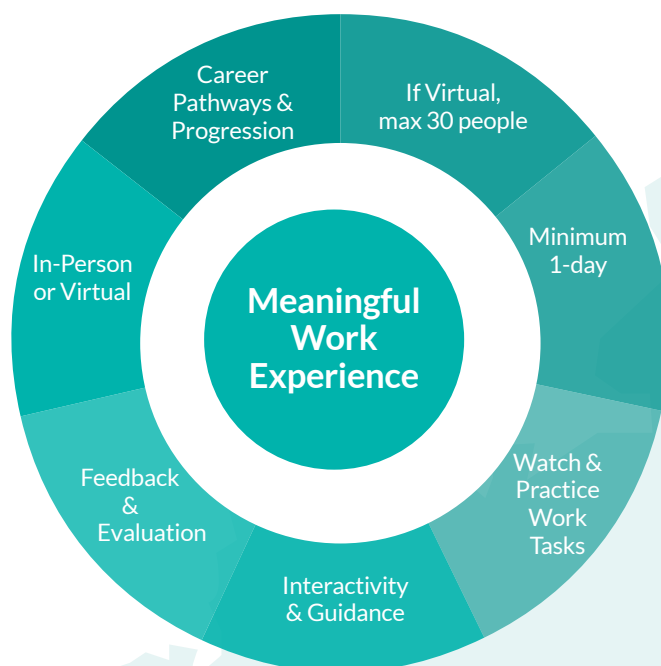 Career
Pathways &
Progression
If Virtual,
max 30 people
Minimum
1-day
Watch &
Practice
Work
Tasks
Interactivity
& Guidance
Feedback
&
Evaluation
In-Person
or Virtual
Meaningful
Work
Experience